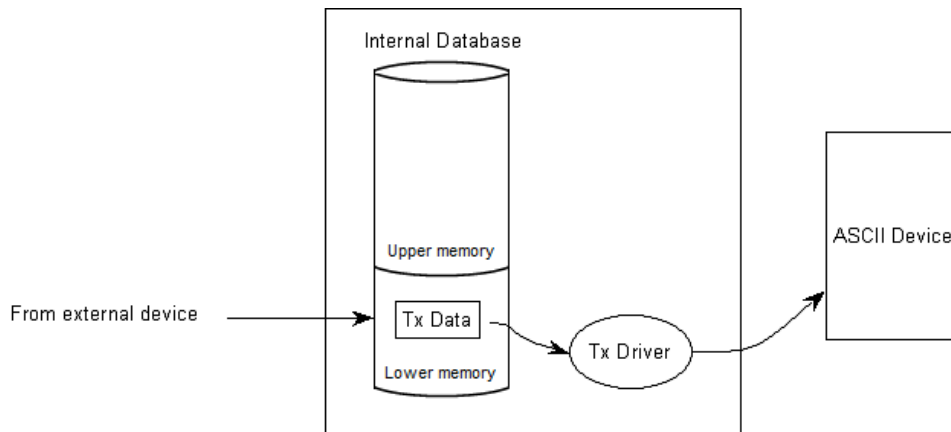 Internal Database
Upper memory
ASCII Device
From external device
Tx Data
Tx Driver
Lower memory